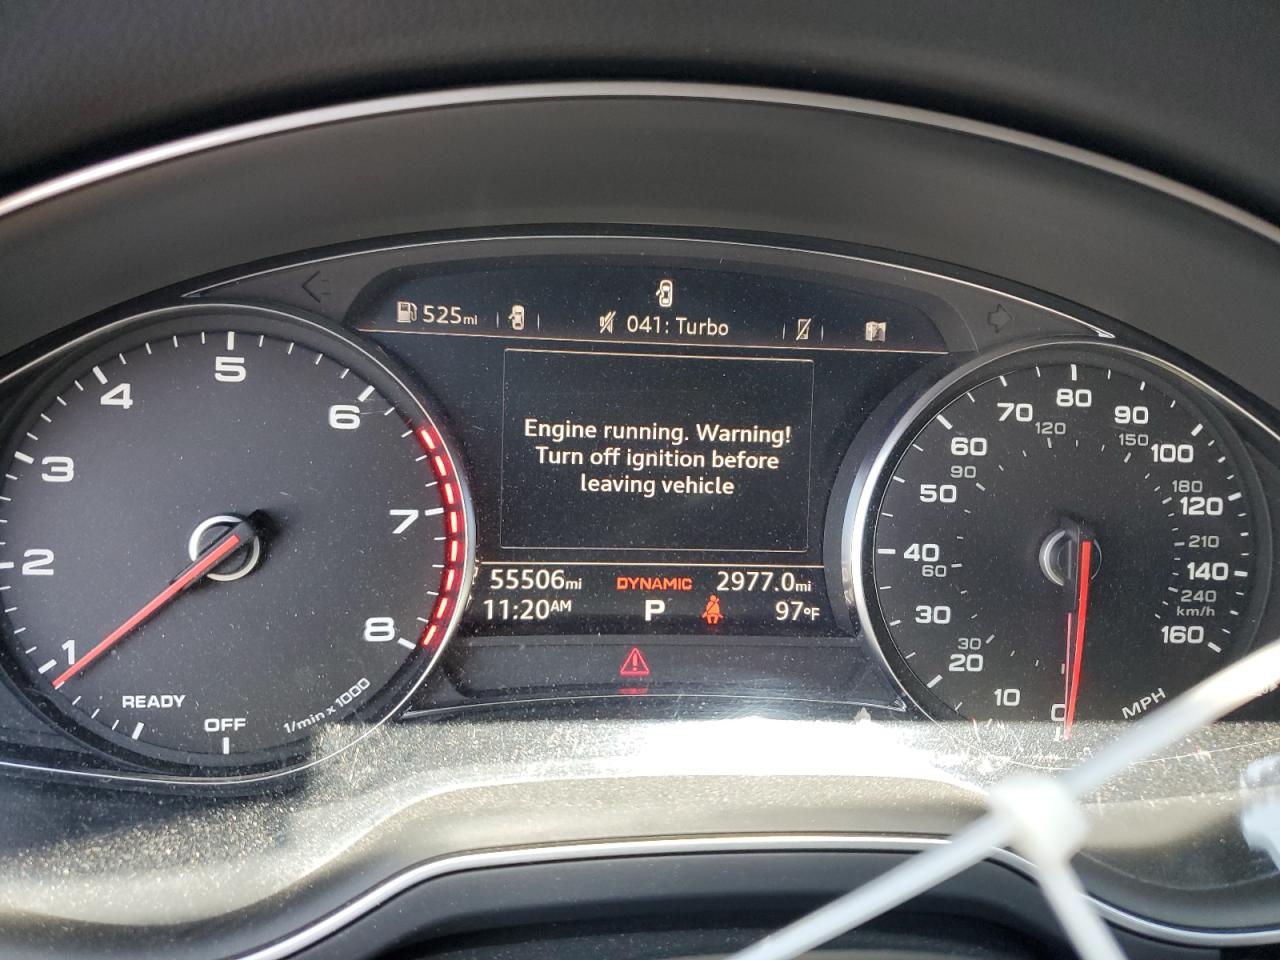 525mi
041: Turbo
Engine running. Warning!
Turn off ignition before
leaving vehicle
55506mi
DYNAMIC
2977.0mi
11:20AM
P
97°F
1
2
3
4
5
6
7
8
READY
OFF
1/min x 1000
0
10
20
30
40
50
60
70
80
90
100
120
140
160
30
60
90
120
150
180
210
240
km/h
MPH